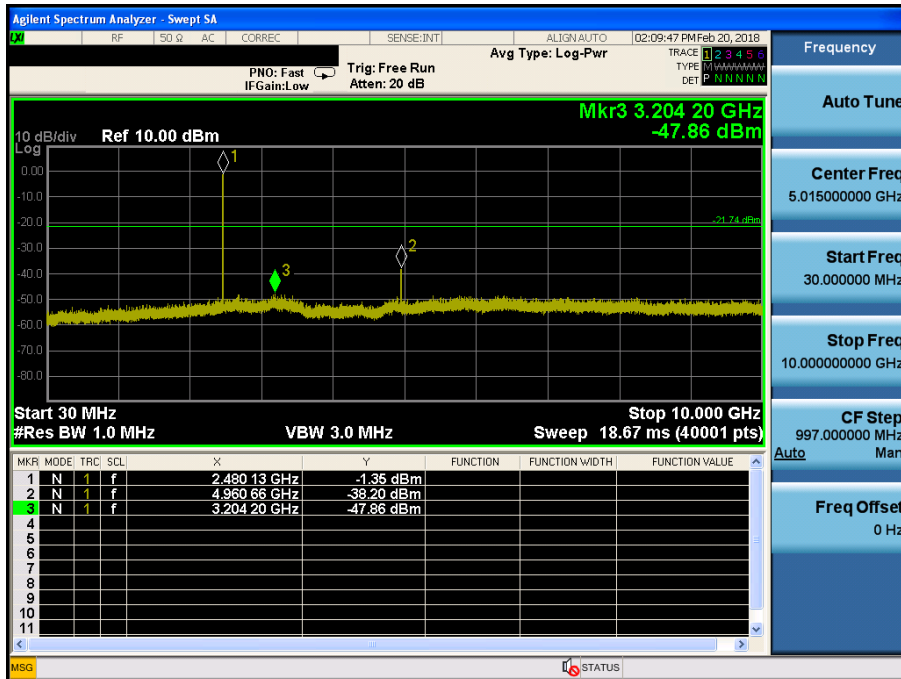 Agilent Spectrum Analyzer - Swept SA
LXI RF 50 Ω AC CORREC SENSE:INT ALIGN AUTO 02:09:47 PM Feb 20, 2018
Avg Type: Log-Pwr TRACE 1 2 3 4 5 6
PNO: Fast Trig: Free Run TYPE M W W W W W
IFGain:Low Atten: 20 dB DET P N N N N N
Mkr3 3.204 20 GHz
10 dB/div Ref 10.00 dBm -47.86 dBm
Log
1
0.00
-10.0
-20.0
-21.74 dBm
-30.0
2
-40.0
3
-50.0
-60.0
-70.0
-80.0
Start 30 MHz Stop 10.000 GHz
#Res BW 1.0 MHz VBW 3.0 MHz Sweep 18.67 ms (40001 pts)
MKR MODE TRC SCL X Y FUNCTION FUNCTION WIDTH FUNCTION VALUE
1 N 1 f 2.480 13 GHz -1.35 dBm
2 N 1 f 4.960 66 GHz -38.20 dBm
3 N 1 f 3.204 20 GHz -47.86 dBm
4
5
6
7
8
9
10
11
MSG STATUS
Frequency
Auto Tune
Center Freq
5.015000000 GHz
Start Freq
30.000000 MHz
Stop Freq
10.000000000 GHz
CF Step
997.000000 MHz
Auto Man
Freq Offset
0 Hz